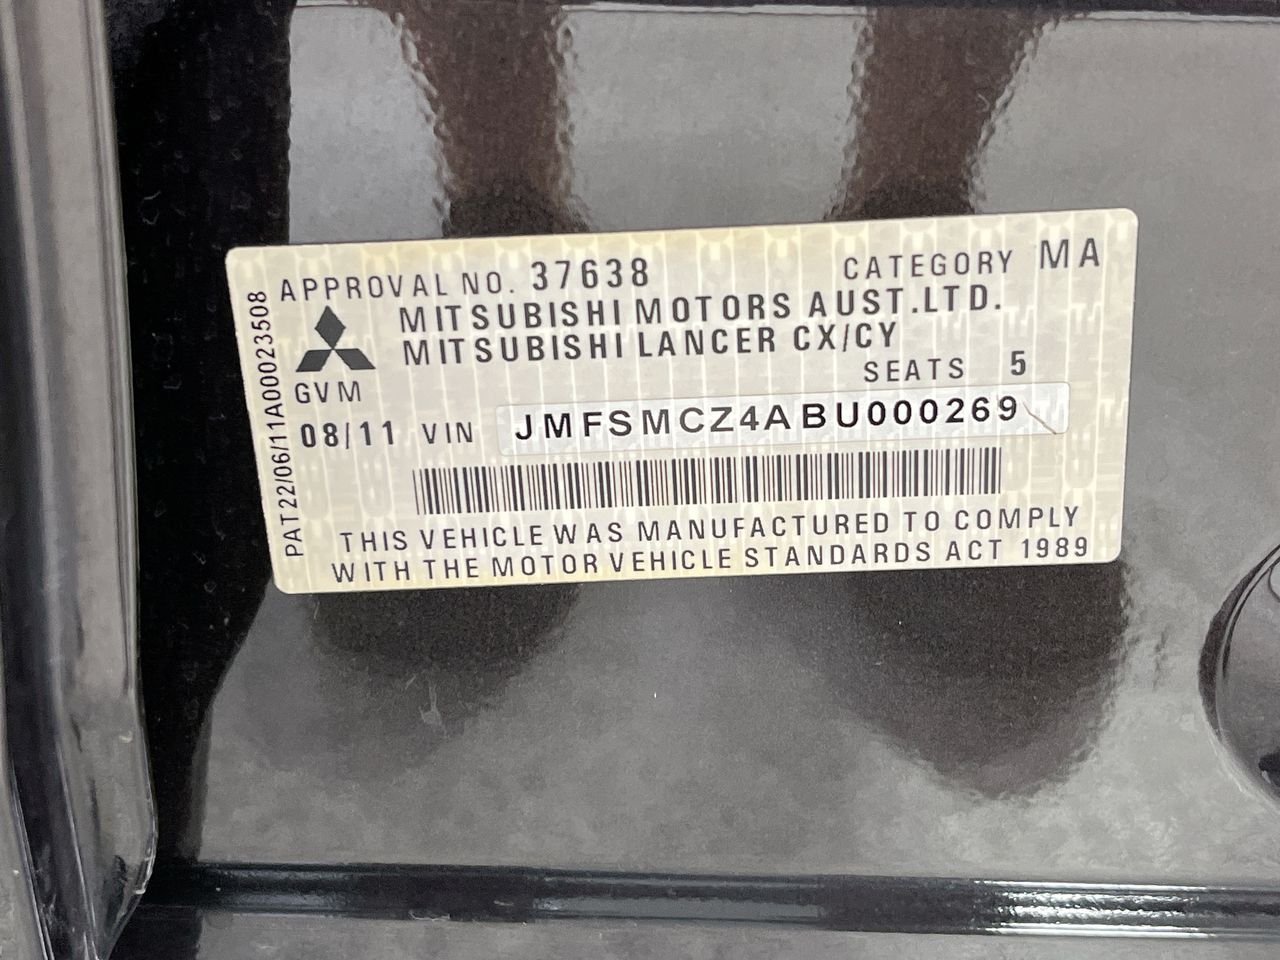 APPROVAL NO. 37638 CATEGORY MA
MITSUBISHI MOTORS AUST.LTD.
MITSUBISHI LANCER CX/CY
SEATS 5
GVM
08/11 VIN JMFSMCZ4ABU000269
THIS VEHICLE WAS MANUFACTURED TO COMPLY
WITH THE MOTOR VEHICLE STANDARDS ACT 1989
PAT22/06/11A00023508